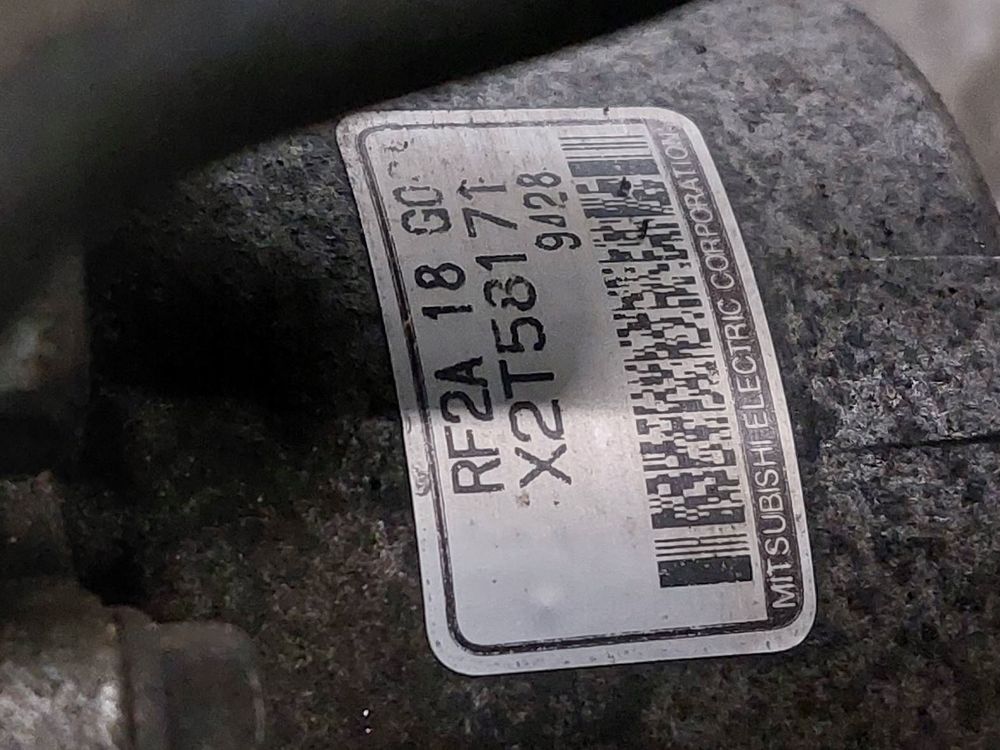 RF2A 18 G0
X2T58171
9428
MITSUBISHI ELECTRIC CORPORATION